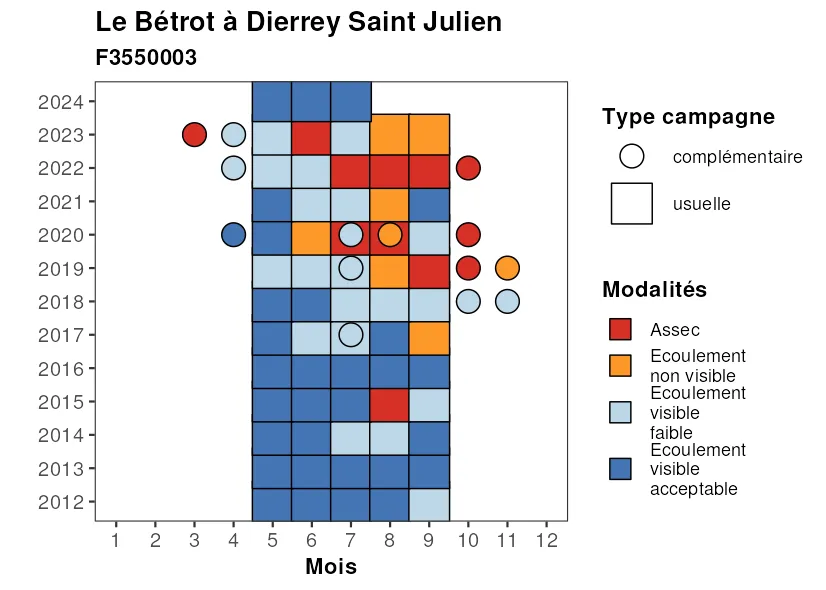 Le Bétrot à Dierrey Saint Julien
F3550003
2024
2023
2022
2021
2020
2019
2018
2017
2016
2015
2014
2013
2012
1 2 3 4 5 6 7 8 9 10 11 12
Mois
Type campagne
complémentaire
usuelle
Modalités
Assec
Ecoulement
non visible
Ecoulement
visible
faible
Ecoulement
visible
acceptable